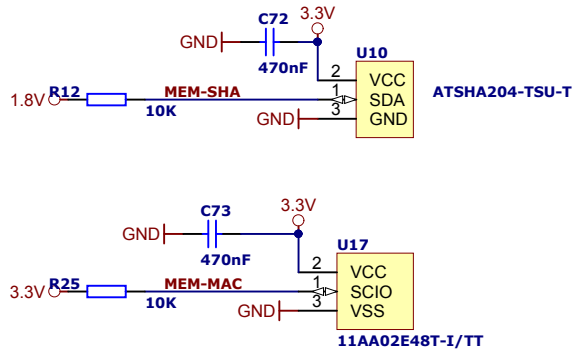 3.3V
C72
GND
470nF
U10
2 VCC
R12 MEM-SHA 1 SDA ATSHA204-TSU-T
1.8V
10K
GND 3 GND
3.3V
C73
GND
470nF
U17
2 VCC
R25 MEM-MAC 1 SCIO
3.3V
10K
GND 3 VSS
11AA02E48T-I/TT